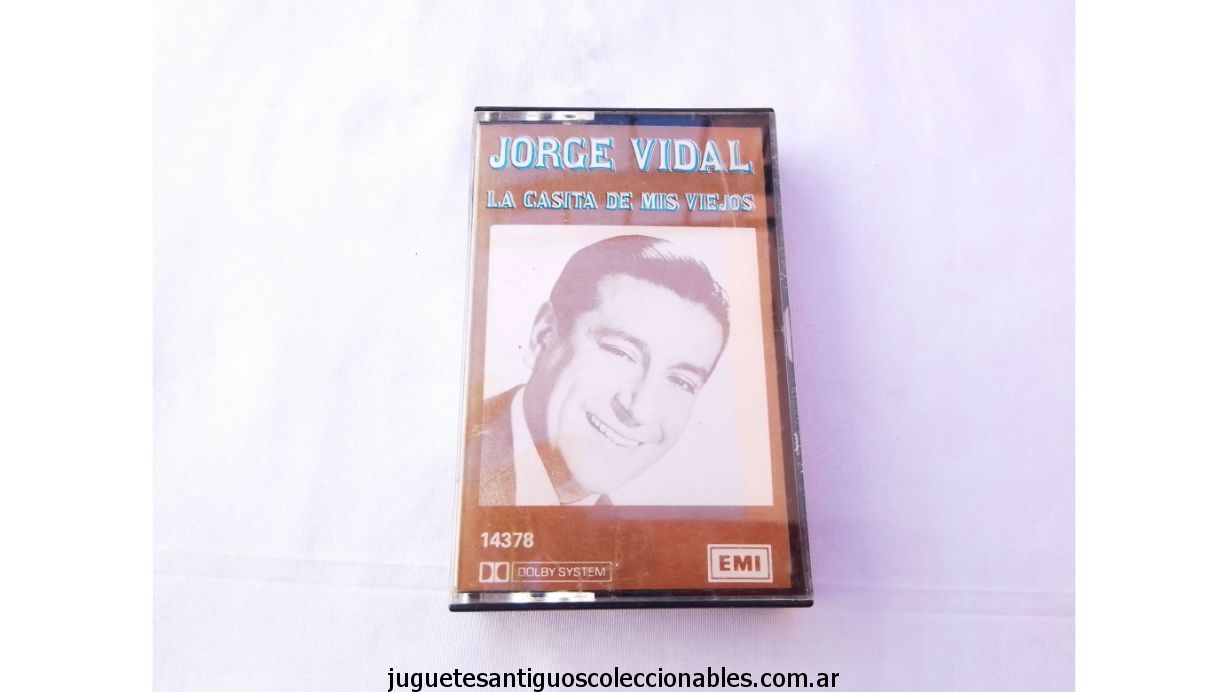 JORGE VIDAL
LA CASITA DE MIS VIEJOS
14378
DOLBY SYSTEM
EMI
juguetesantiguoscoleccionables.com.ar